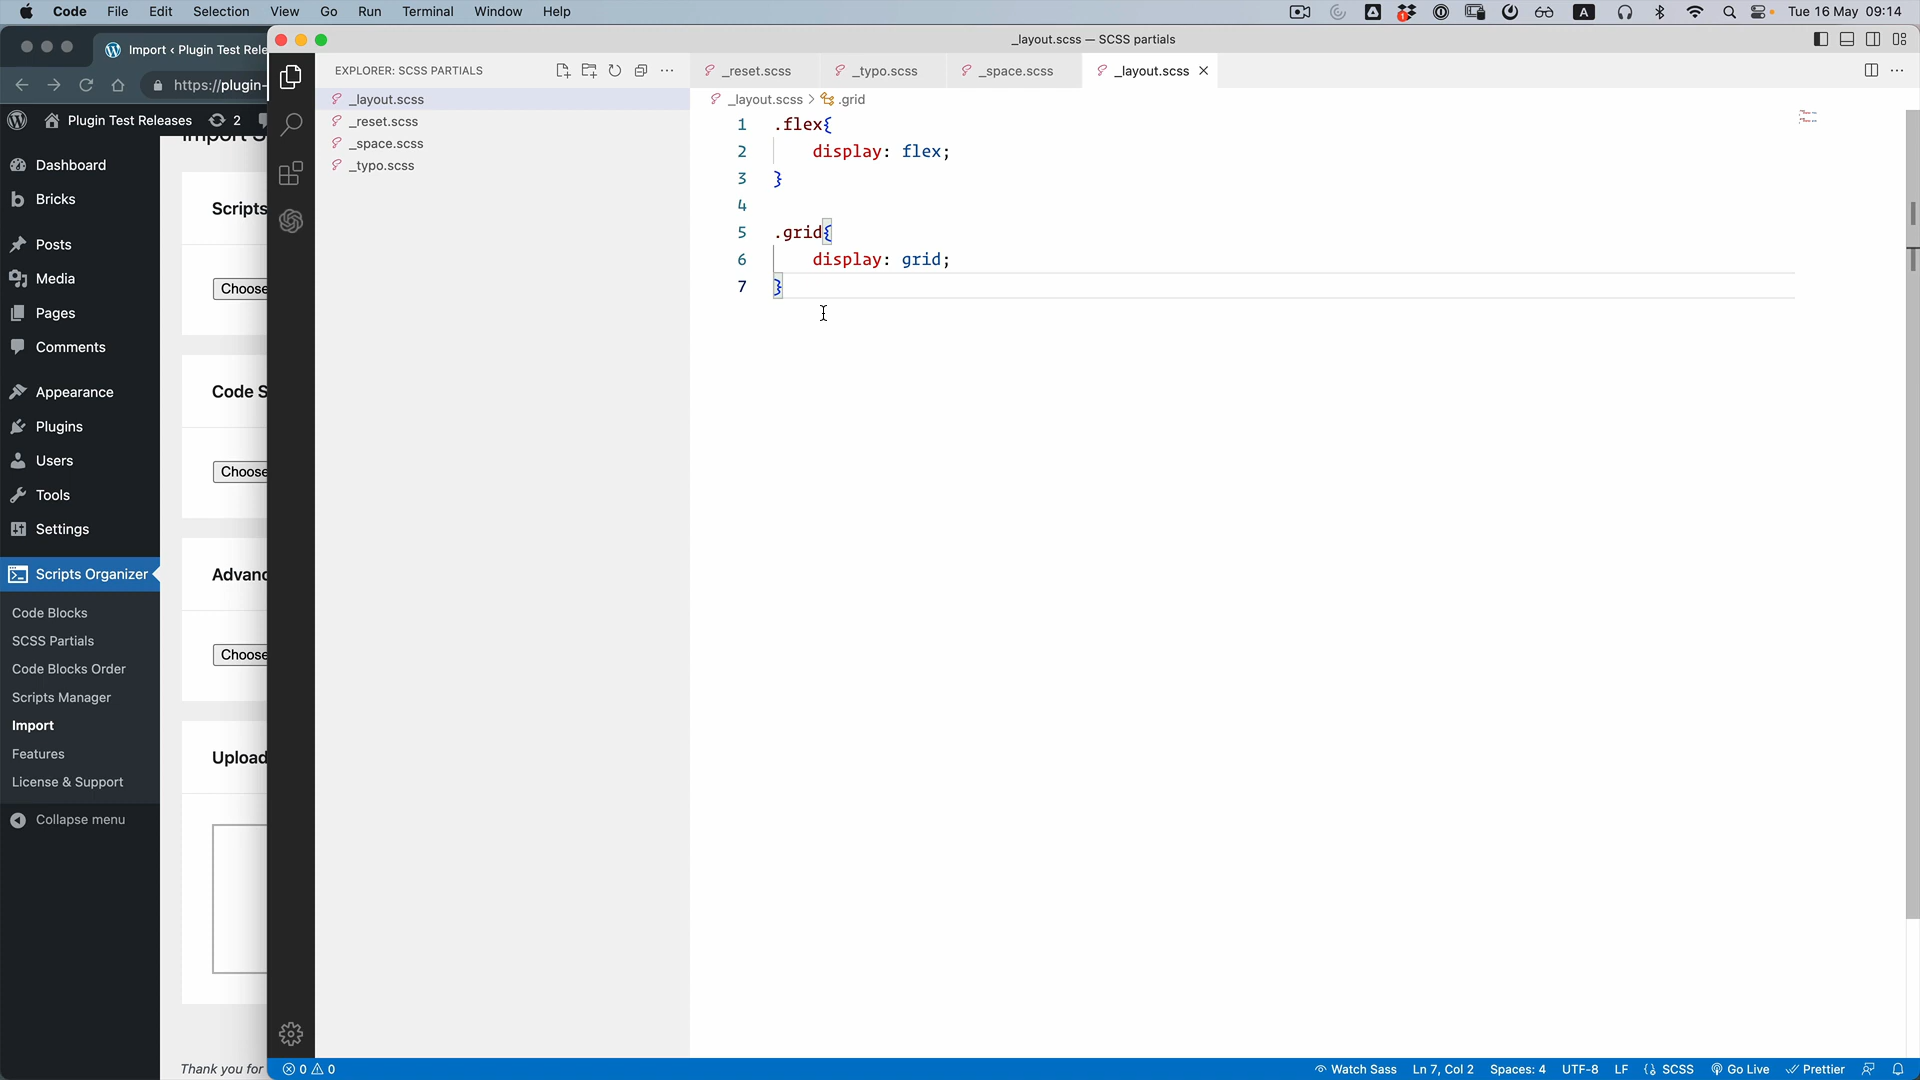 Code File Edit Selection View Go Run Terminal Window Help
A
Tue 16 May 09:14
Import ‹ Plugin Test Rele
_layout.scss — SCSS partials
https://plugin-
EXPLORER: SCSS PARTIALS
_reset.scss
_typo.scss
_space.scss
_layout.scss
Plugin Test Releases
2
_layout.scss
_reset.scss
_space.scss
_typo.scss
_layout.scss > .grid
1 .flex{
2 display: flex;
3 }
4
5 .grid{
6 display: grid;
7 }
Dashboard
Bricks
Posts
Media
Pages
Comments
Appearance
Plugins
Users
Tools
Settings
Scripts Organizer
Code Blocks
SCSS Partials
Code Blocks Order
Scripts Manager
Import
Features
License & Support
Collapse menu
Scripts
Choose
Code S
Choose
Advanc
Choose
Upload
Thank you for
0 0
Watch Sass
Ln 7, Col 2
Spaces: 4
UTF-8
LF
{} SCSS
Go Live
Prettier